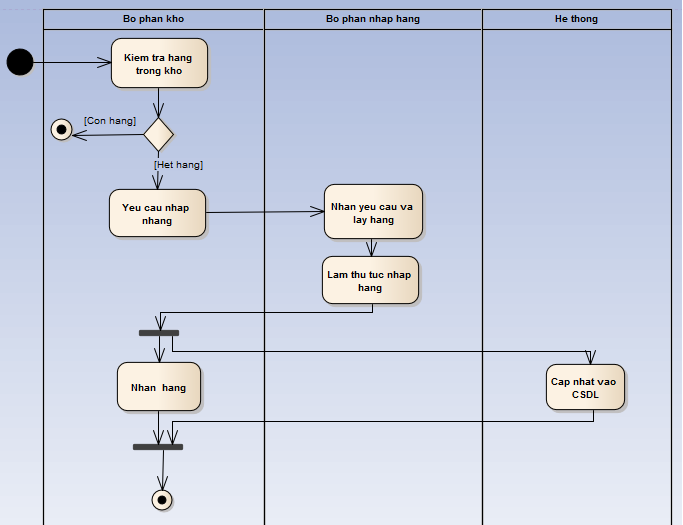 Bo phan kho
Bo phan nhap hang
He thong
Kiem tra hang
trong kho
[Con hang]
[Het hang]
Yeu cau nhap
nhang
Nhan yeu cau va
lay hang
Lam thu tuc nhap
hang
Nhan hang
Cap nhat vao
CSDL